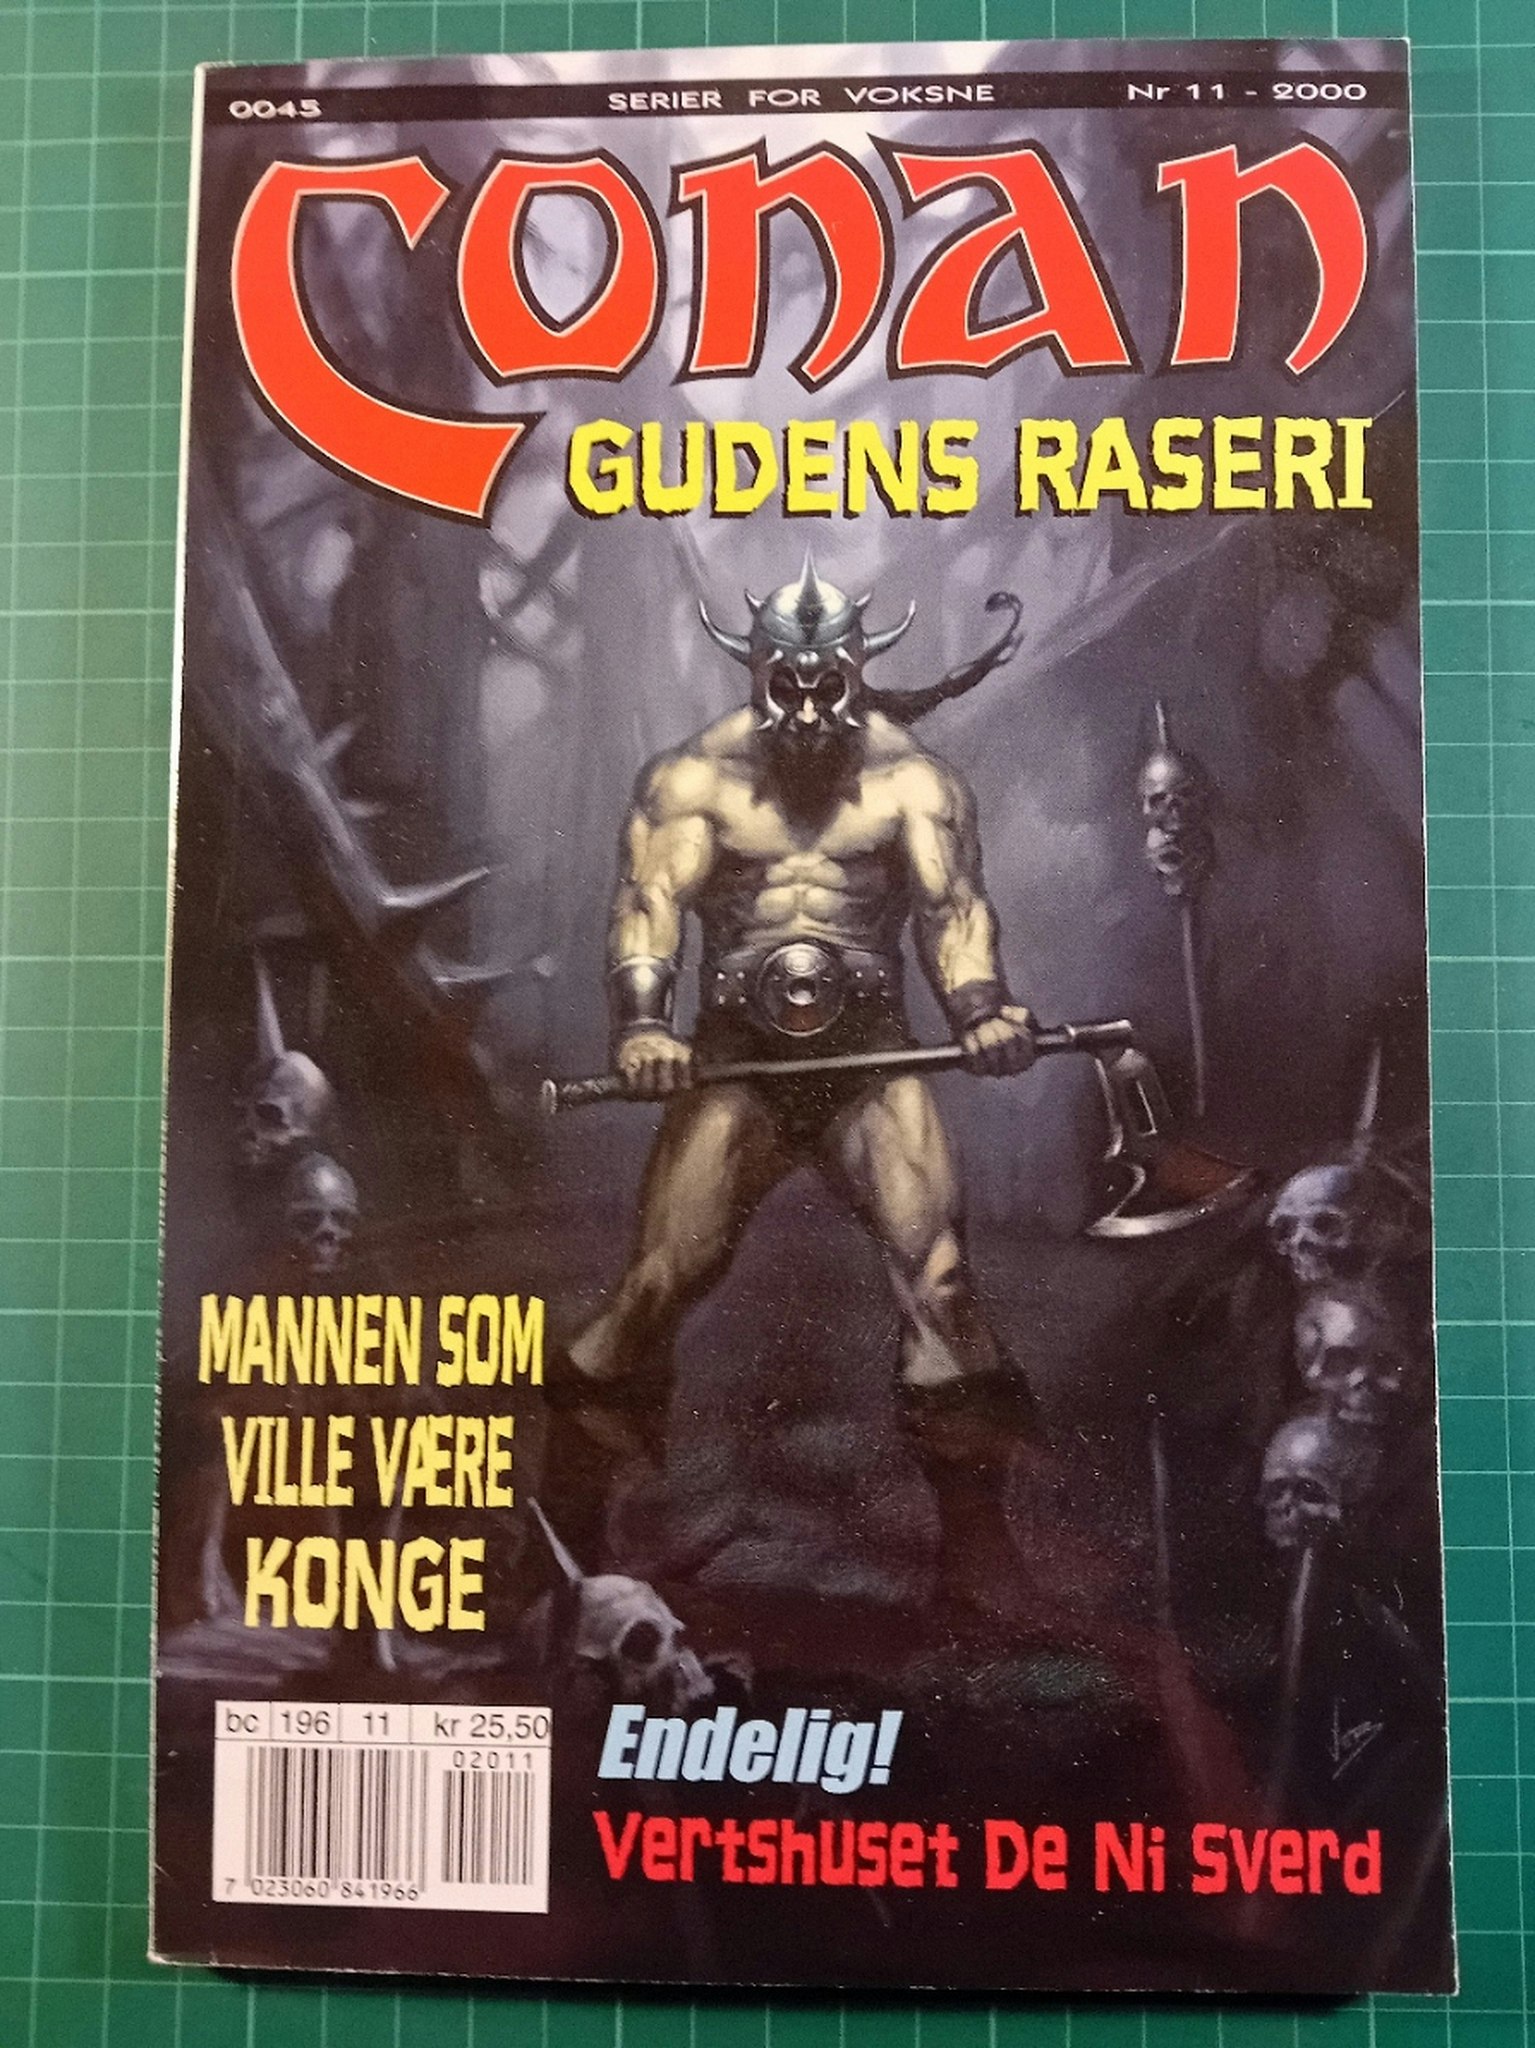 0045 SERIER FOR VOKSNE Nr 11 - 2000
Conan
GUDENS RASERI
MANNEN SOM
VILLE VÆRE
KONGE
bc 196 11 kr 25,50
02011
7 023060 841966
Endelig!
Vertshuset De Ni Sverd